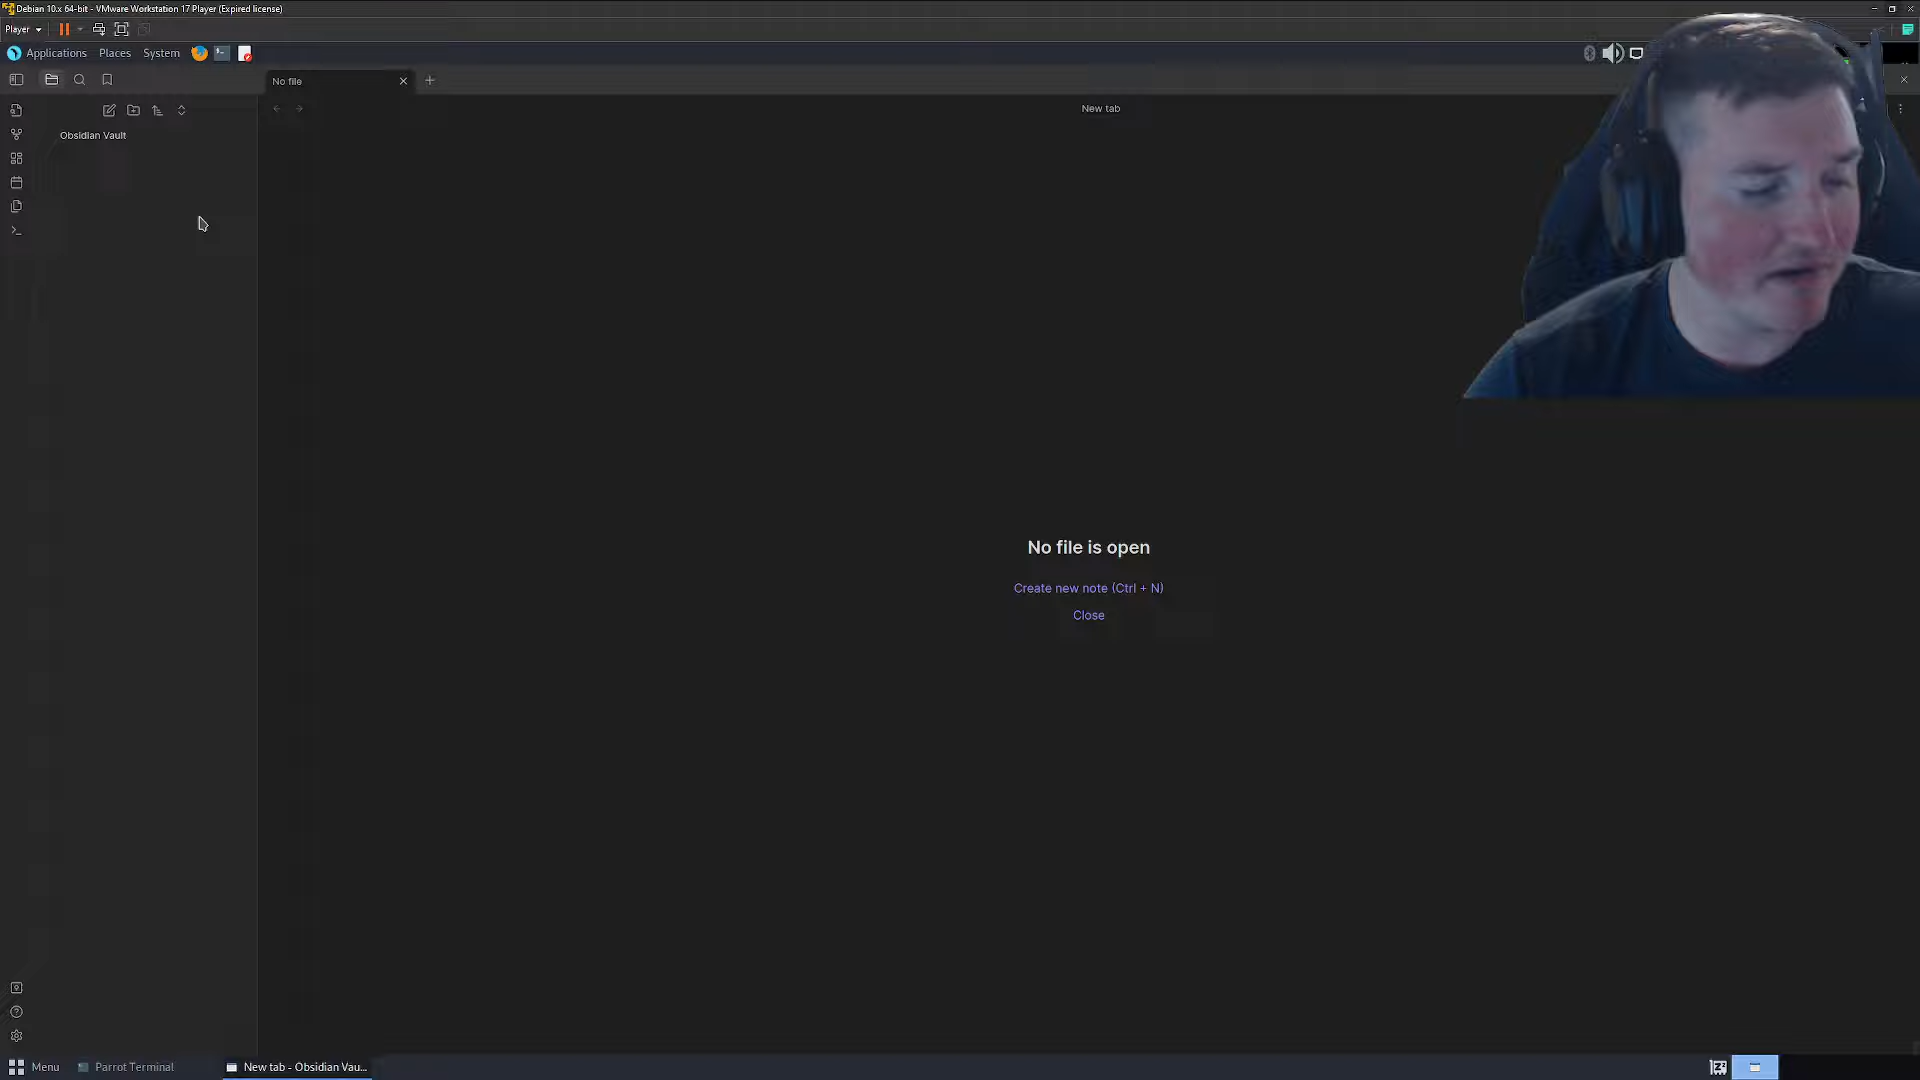 Debian 10.x 64-bit - VMware Workstation 17 Player (Expired license)
Player
Applications Places System
No file
New tab
Obsidian Vault
No file is open
Create new note (Ctrl + N)
Close
Menu Parrot Terminal New tab - Obsidian Vau...